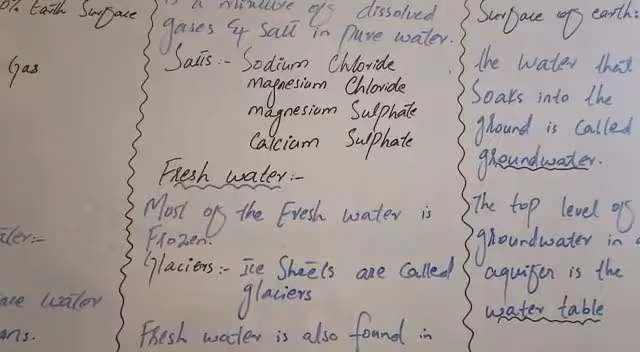 0% Earth Surface
Gas
ace water
is a mixture of dissolved
gases & salt in pure water.
Salts:- Sodium Chloride
magnesium Chloride
magnesium Sulphate
Calcium Sulphate
Fresh water:-
Most of the Fresh water is
Frozen.
Glaciers:- Ice Sheels are called
glaciers
Fresh water is also found in
Surface of earth:
the water that
Soaks into the
ground is called
groundwater.
The top level of
groundwater in a
aquifer is the
water table